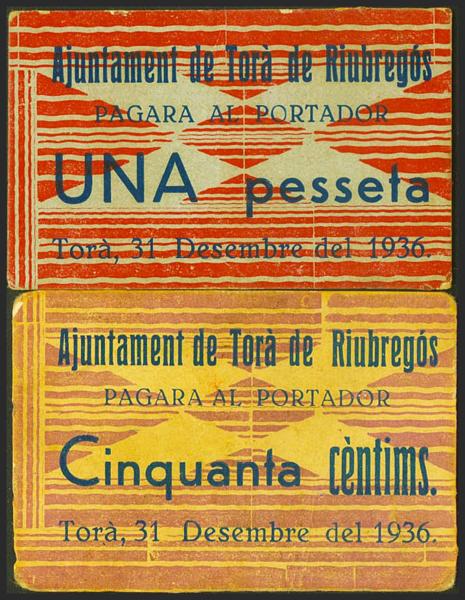 Ajuntament de Torà de Riubregós
PAGARA AL PORTADOR
UNA pesseta
Torà, 31 Desembre del 1936.
Ajuntament de Torà de Riubregós
PAGARA AL PORTADOR
Cinquanta cèntims.
Torà, 31 Desembre del 1936.